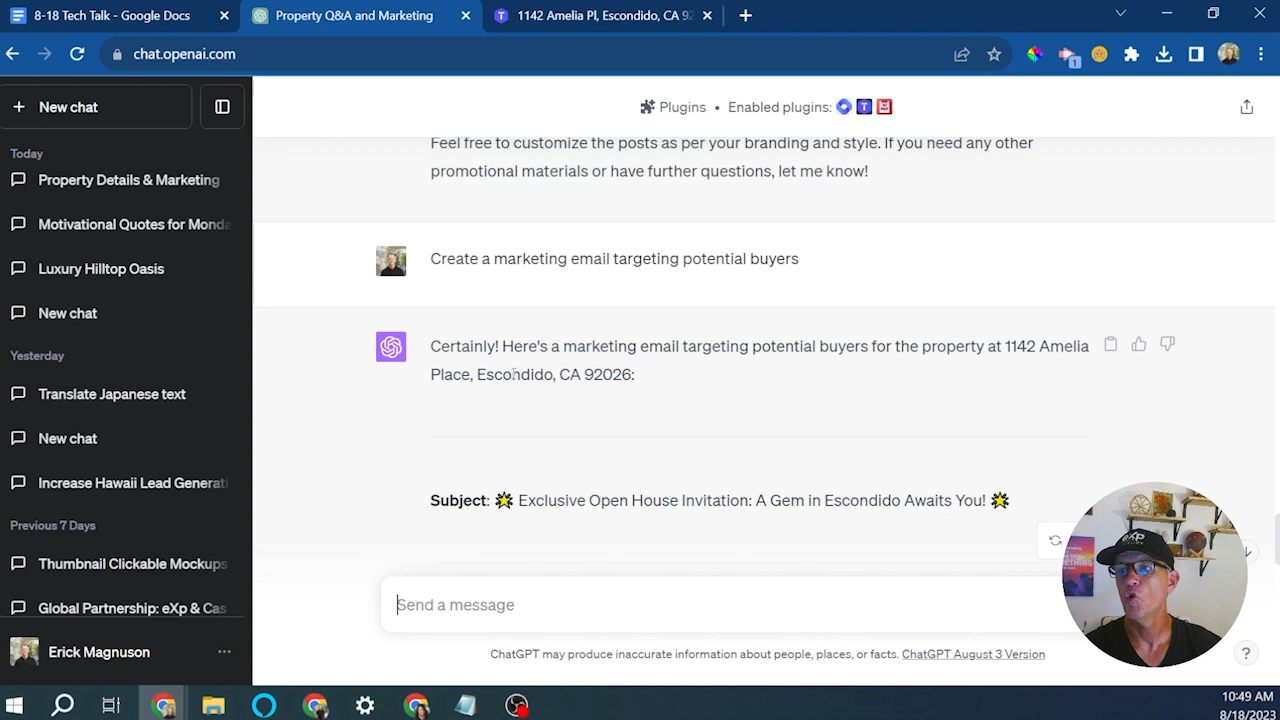 8-18 Tech Talk - Google Docs
Property Q&A and Marketing
1142 Amelia Pl, Escondido, CA 92
chat.openai.com
1
New chat
Plugins • Enabled plugins:
T
Today
Property Details & Marketing
Motivational Quotes for Monda
Luxury Hilltop Oasis
New chat
Yesterday
Translate Japanese text
New chat
Increase Hawaii Lead Generati
Previous 7 Days
Thumbnail Clickable Mockups
Global Partnership: eXp & Cas
Erick Magnuson
Feel free to customize the posts as per your branding and style. If you need any other
promotional materials or have further questions, let me know!
Create a marketing email targeting potential buyers
Certainly! Here's a marketing email targeting potential buyers for the property at 1142 Amelia
Place, Escondido, CA 92026:
Subject: 🌟 Exclusive Open House Invitation: A Gem in Escondido Awaits You! 🌟
eXp
Send a message
ChatGPT may produce inaccurate information about people, places, or facts. ChatGPT August 3 Version
?
10:49 AM
8/18/2023